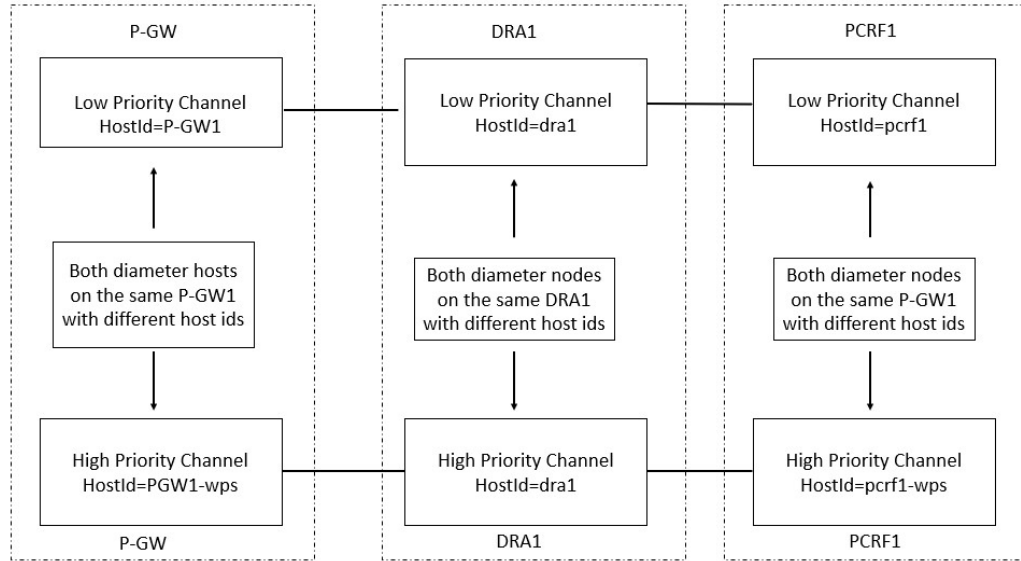 P-GW
DRA1
PCRF1
Low Priority Channel
HostId=P-GW1
Low Priority Channel
HostId=dra1
Low Priority Channel
HostId=pcrf1
Both diameter hosts
on the same P-GW1
with different host ids
Both diameter nodes
on the same DRA1
with different host ids
Both diameter nodes
on the same P-GW1
with different host ids
High Priority Channel
HostId=PGW1-wps
High Priority Channel
HostId=dra1
High Priority Channel
HostId=pcrf1-wps
P-GW
DRA1
PCRF1